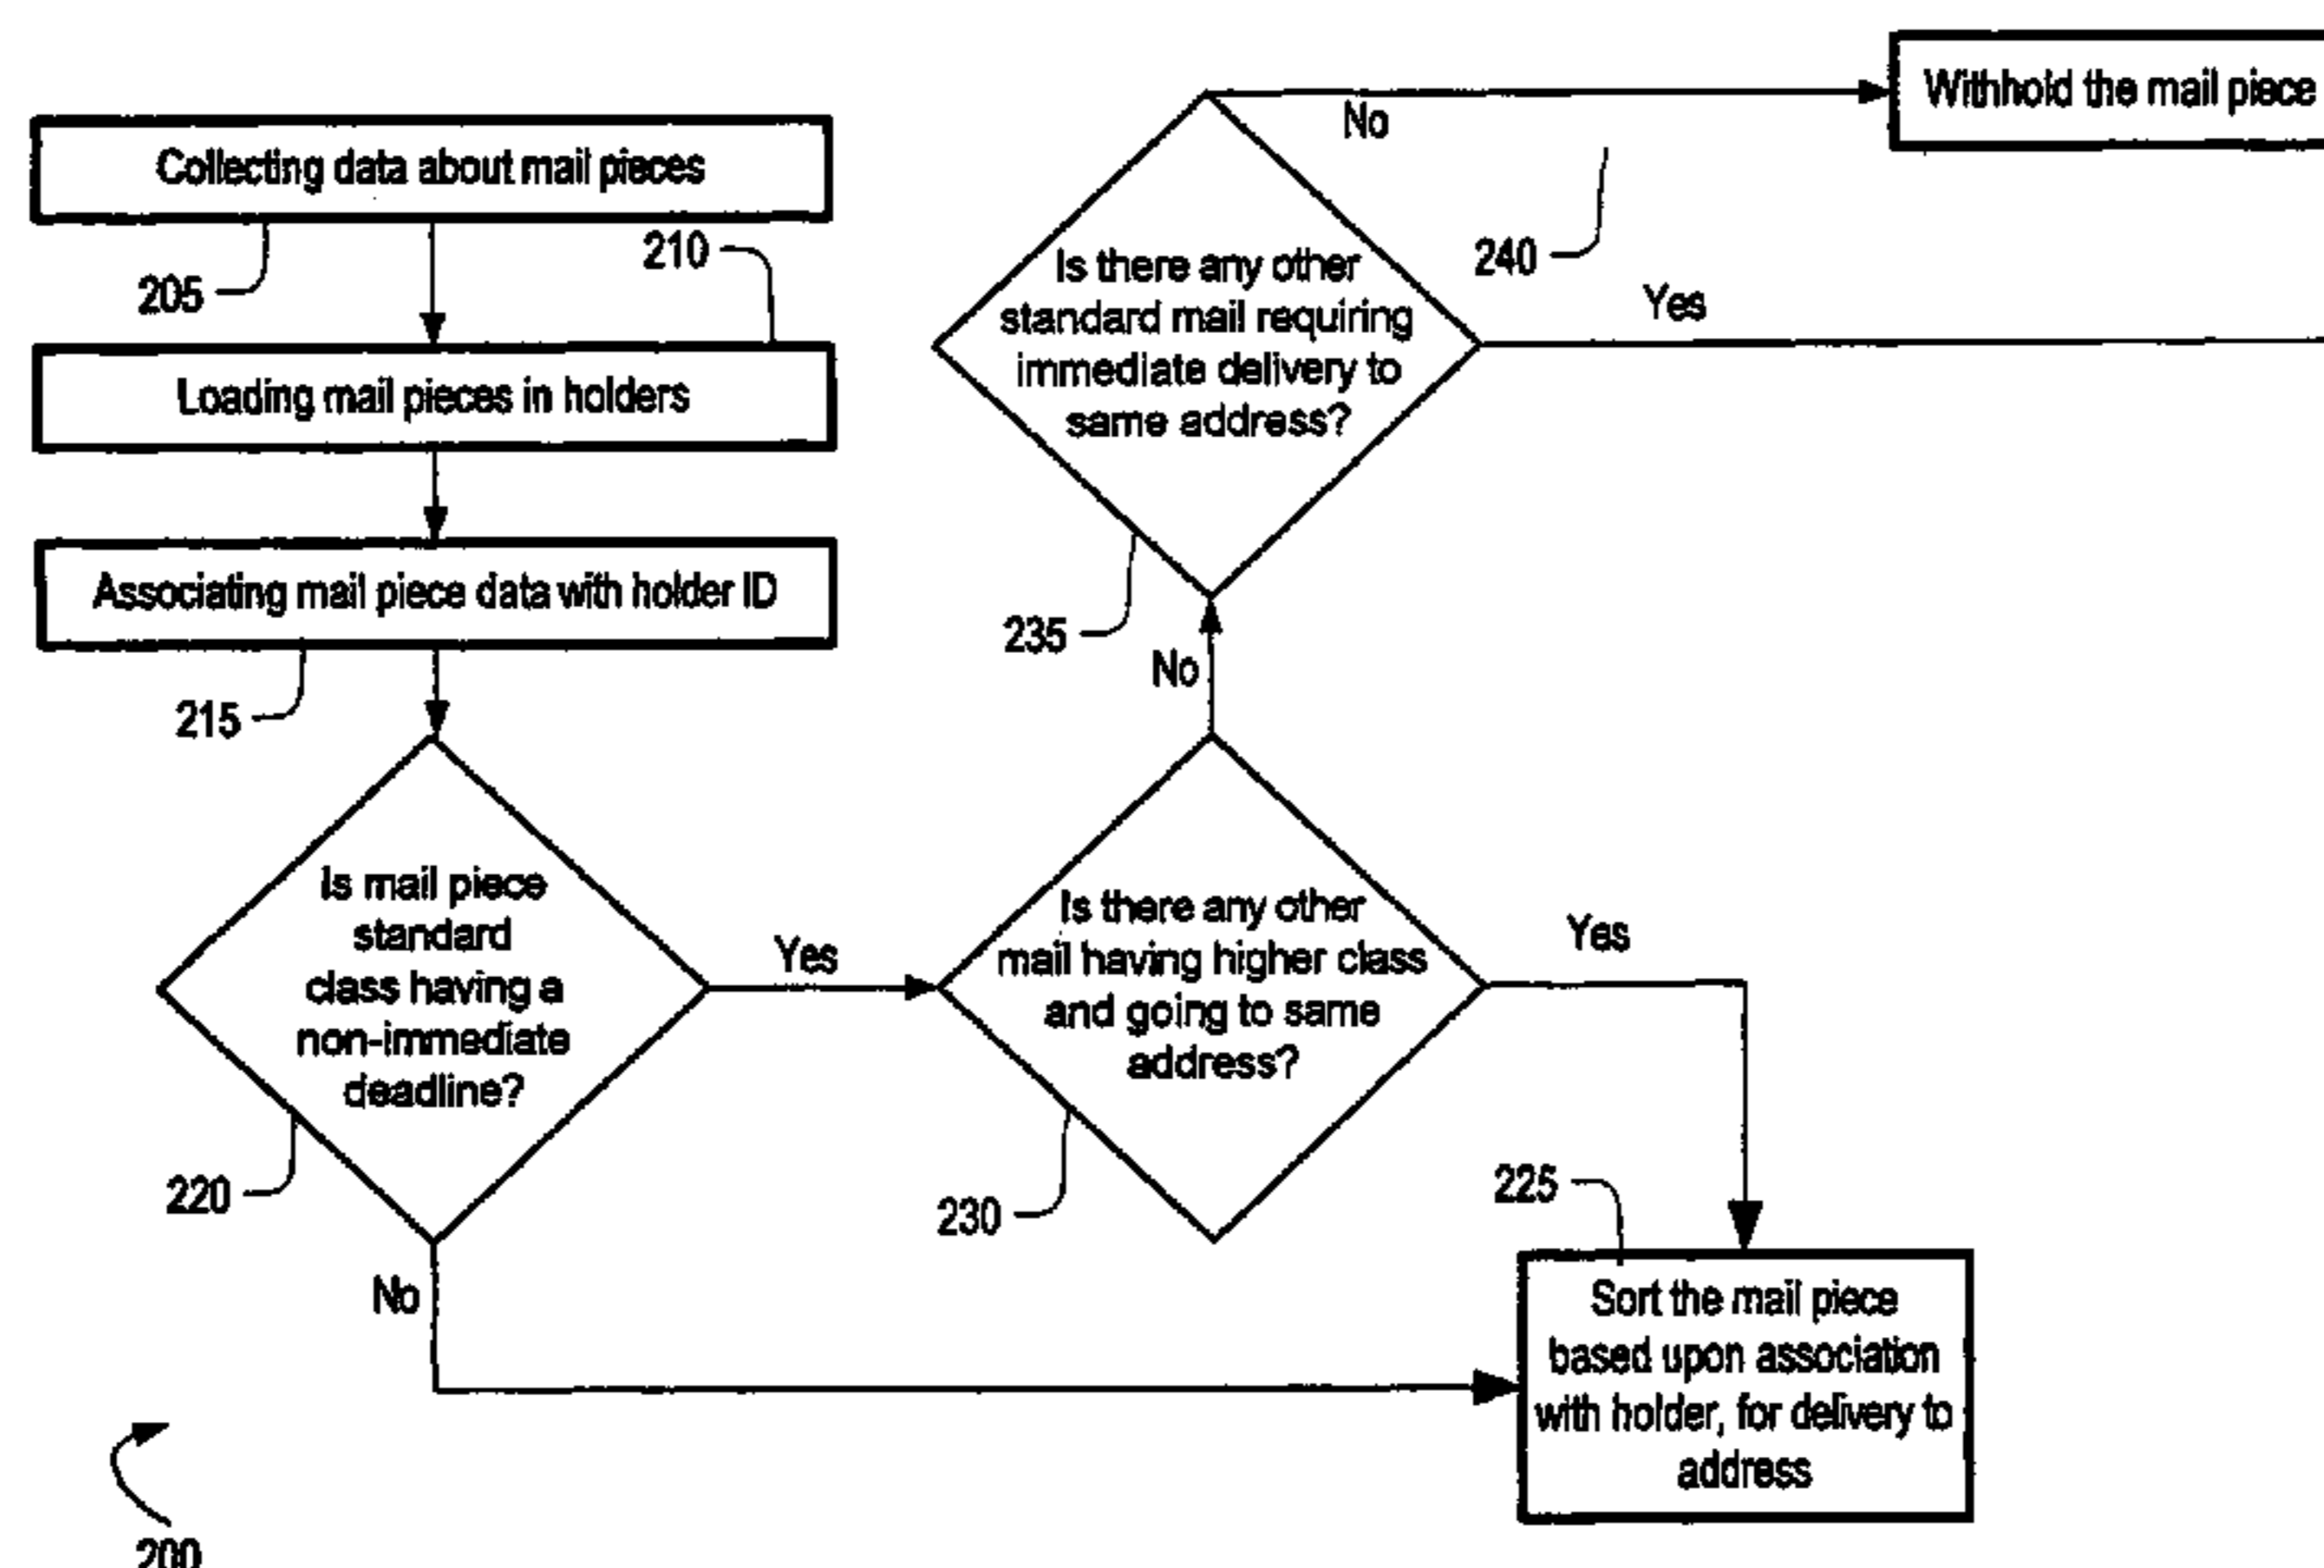 Collecting data about mail pieces
205
210
Loading mail pieces in holders
Associating mail piece data with holder ID
215
Is mail piece
standard
class having a
non-immediate
deadline?
220
Yes
No
Is there any other
mail having higher class
and going to same
address?
230
Yes
No
Is there any other
standard mail requiring
immediate delivery to
same address?
235
No
240
Yes
Withhold the mail piece
225
Sort the mail piece
based upon association
with holder, for delivery to
address
200